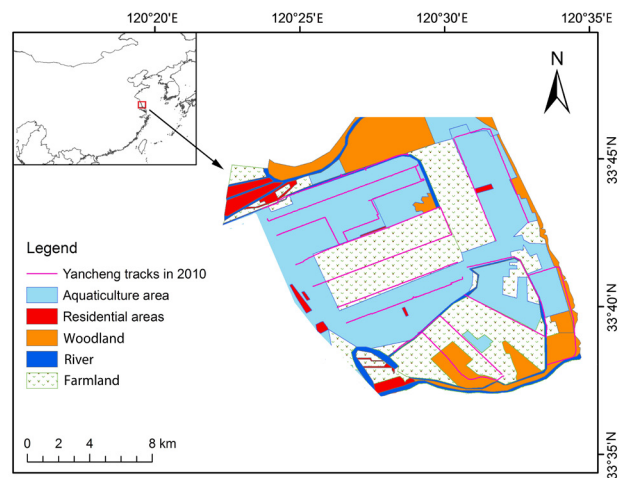 120°20'E 120°25'E 120°30'E 120°35'E
N
33°45'N
33°40'N
33°35'N
Legend
Yancheng tracks in 2010
Aquaculture area
Residential areas
Woodland
River
Farmland
0 2 4 8 km